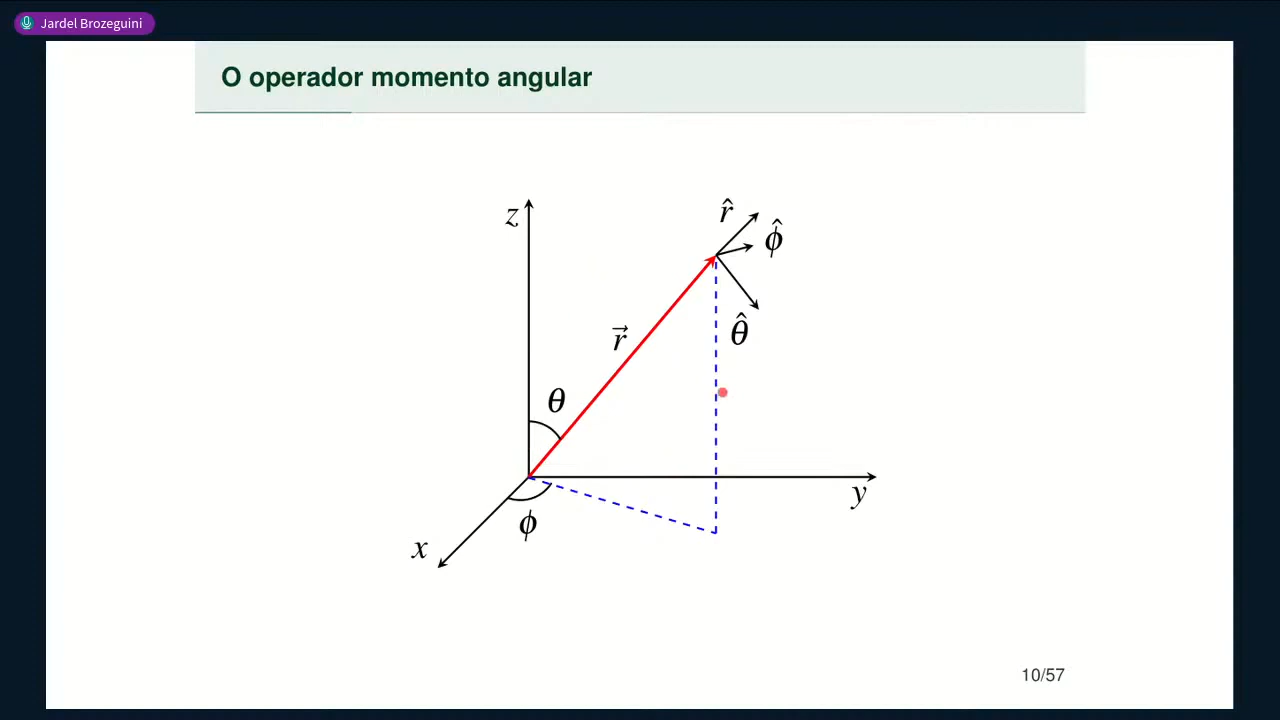 Jardel Brozeguini
O operador momento angular
z
r̂
ϕ̂
θ̂
r⃗
θ
y
ϕ
x
10/57